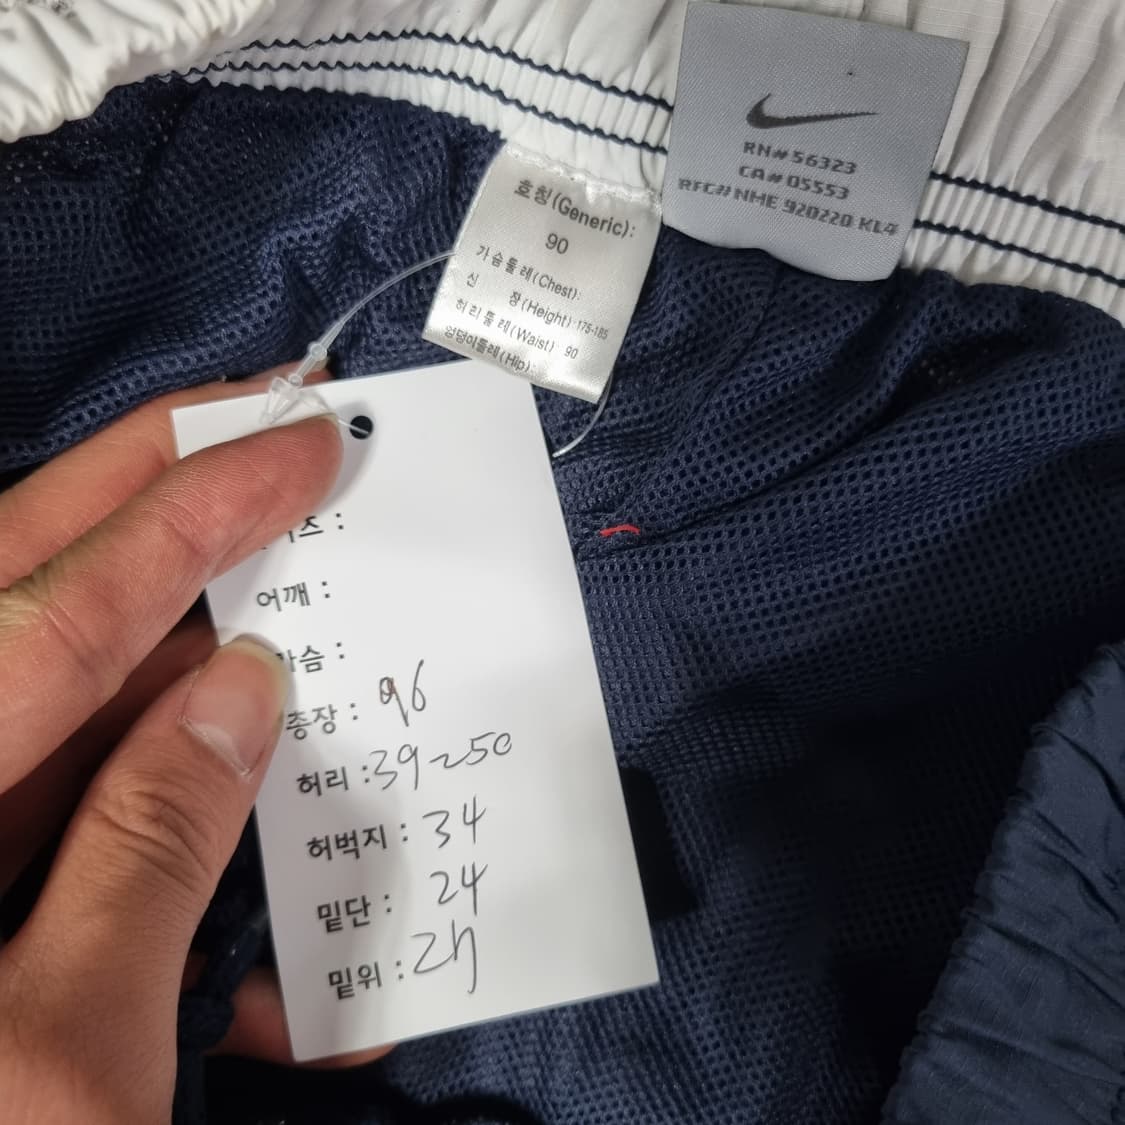 RN# 56323
CA# 05553
RFC# NME 920220 KL4
호칭(Generic):
90
가슴둘레(Chest):
신 장(Height): 175-185
허리둘레(Waist): 90
엉덩이둘레(Hip):
어깨 :
총장 : 96
허리 : 39~50
허벅지 : 34
밑단 : 24
밑위 :